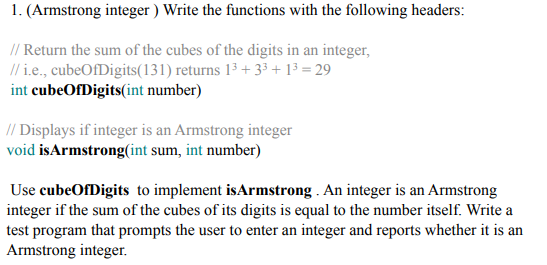 1. (Armstrong integer ) Write the functions with the following headers:
// Return the sum of the cubes of the digits in an integer,
// i.e., cubeOfDigits(131) returns 1³ + 3³ + 1³ = 29
int cubeOfDigits(int number)
// Displays if integer is an Armstrong integer
void isArmstrong(int sum, int number)
Use cubeOfDigits to implement isArmstrong . An integer is an Armstrong
integer if the sum of the cubes of its digits is equal to the number itself. Write a
test program that prompts the user to enter an integer and reports whether it is an
Armstrong integer.